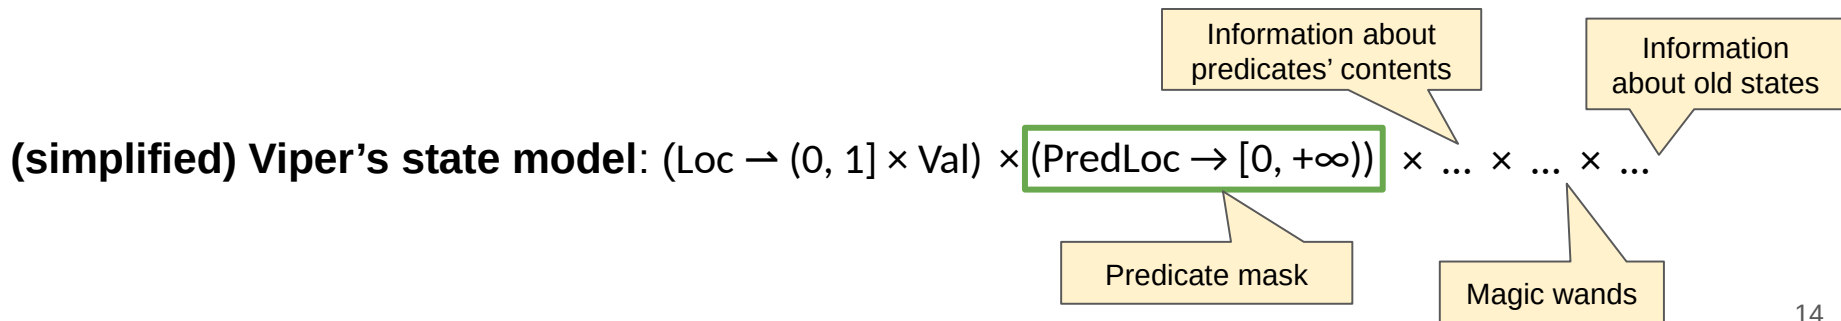 Information about
predicates’ contents
Information
about old states
(simplified) Viper’s state model: (Loc ⇀ (0, 1] × Val) × (PredLoc → [0, +∞)) × ... × ... × ...
Predicate mask
Magic wands
14